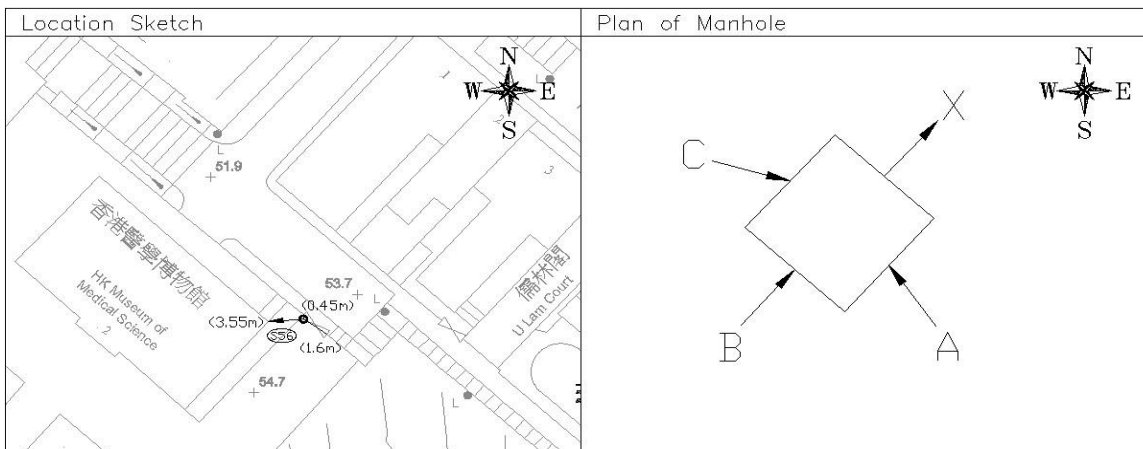 Location Sketch
Plan of Manhole
N
W E
S
N
W E
S
1
2
3
L
L
51.9
香港醫學博物館
HK Museum of
Medical Science
2
53.7
L
(0.45m)
(3.55m)
S56
(1.6m)
54.7
L
儒林閣
U Lam Court
X
C
B
A